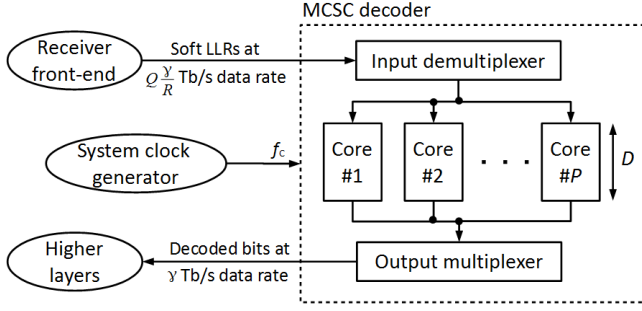 MCSC decoder
Receiver
front-end
Soft LLRs at
Q γ/R Tb/s data rate
Input demultiplexer
System clock
generator
fc
Core
#1
Core
#2
. . .
Core
#P
D
Higher
layers
Decoded bits at
γ Tb/s data rate
Output multiplexer